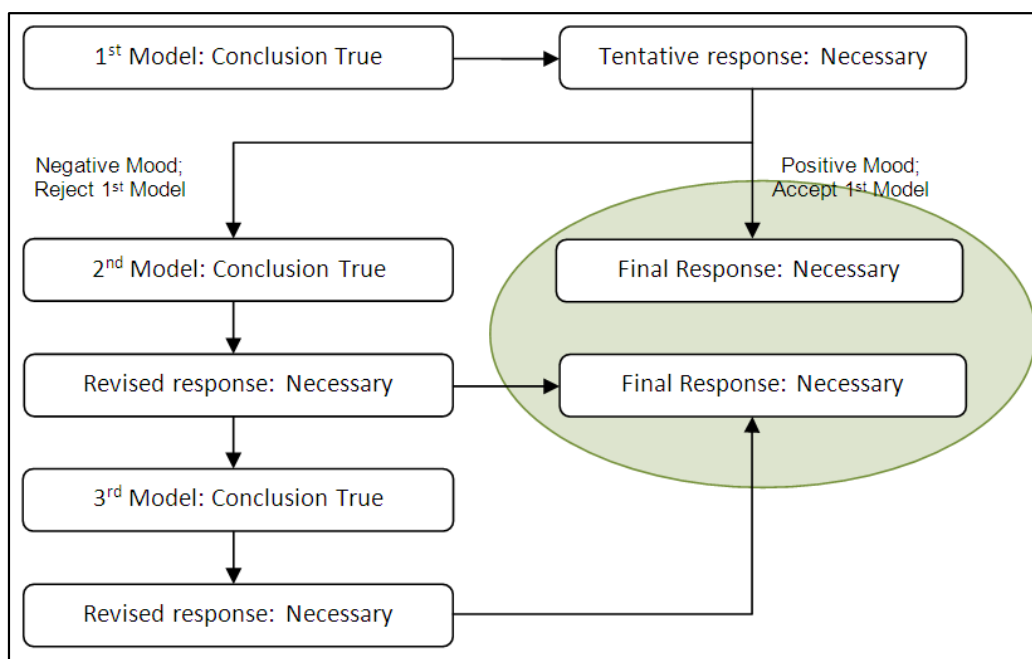 1st Model: Conclusion True
Tentative response: Necessary
Negative Mood;
Reject 1st Model
Positive Mood;
Accept 1st Model
2nd Model: Conclusion True
Final Response: Necessary
Revised response: Necessary
Final Response: Necessary
3rd Model: Conclusion True
Revised response: Necessary